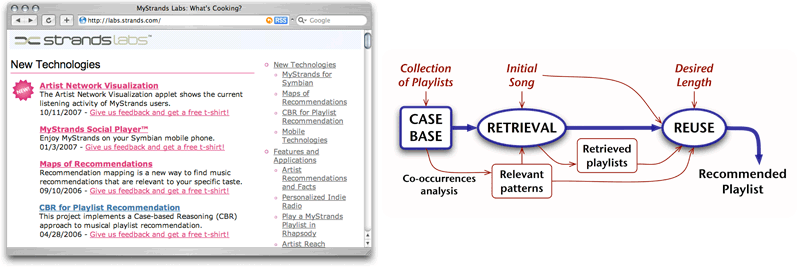 MyStrands Labs: What's Cooking?
http://labs.strands.com/
RSS
Google
strandslabs™
New Technologies
NEW!
Artist Network Visualization
The Artist Network Visualization applet shows the current
listening activity of MyStrands users.
10/11/2007 - Give us feedback and get a free t-shirt!
MyStrands Social Player™
Enjoy MyStrands on your Symbian mobile phone.
01/3/2007 - Give us feedback and get a free t-shirt!
Maps of Recommendations
Recommendation mapping is a new way to find music
recommendations that are relevant to your specific taste.
09/10/2006 - Give us feedback and get a free t-shirt!
CBR for Playlist Recommendation
This project implements a Case-based Reasoning (CBR)
approach to musical playlist recommendation.
04/28/2006 - Give us feedback and get a free t-shirt!
New Technologies
MyStrands for
Symbian
Maps of
Recommendations
CBR for Playlist
Recommendation
Mobile
Technologies
Features and
Applications
Artist
Recommendations
and Facts
Personalized Indie
Radio
Play a MyStrands
Playlist in
Rhapsody
Artist Reach
Collection
of Playlists
Initial
Song
Desired
Length
CASE
BASE
RETRIEVAL
REUSE
Retrieved
playlists
Co-occurrences
analysis
Relevant
patterns
Recommended
Playlist